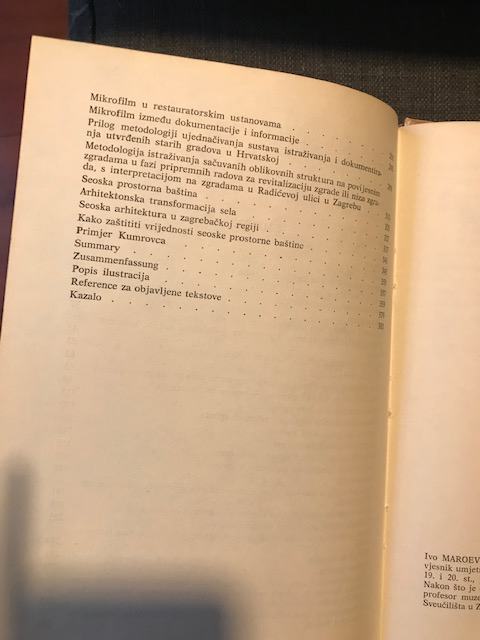 Mikrofilm u restauratorskim ustanovama
Mikrofilm između dokumentacije i informacije
Prilog metodologiji ujednačivanja sustava istraživanja i dokumentira-
nja utvrđenih starih gradova u Hrvatskoj
Metodologija istraživanja sačuvanih oblikovnih struktura na povijesnim
zgradama u fazi pripremnih radova za revitalizaciju zgrade ili niza zgra-
da, s interpretacijom na zgradama u Radićevoj ulici u Zagrebu
Seoska prostorna baština
Arhitektonska transformacija sela
Seoska arhitektura u zagrebačkoj regiji
Kako zaštititi vrijednosti seoske prostorne baštine
Primjer Kumrovca
Summary
Zusammenfassung
Popis ilustracija
Reference za objavljene tekstove
Kazalo
Ivo MAROEV
vjesnik umjet
19. i 20. st.,
Nakon što je
profesor muze
Sveučilišta u Z